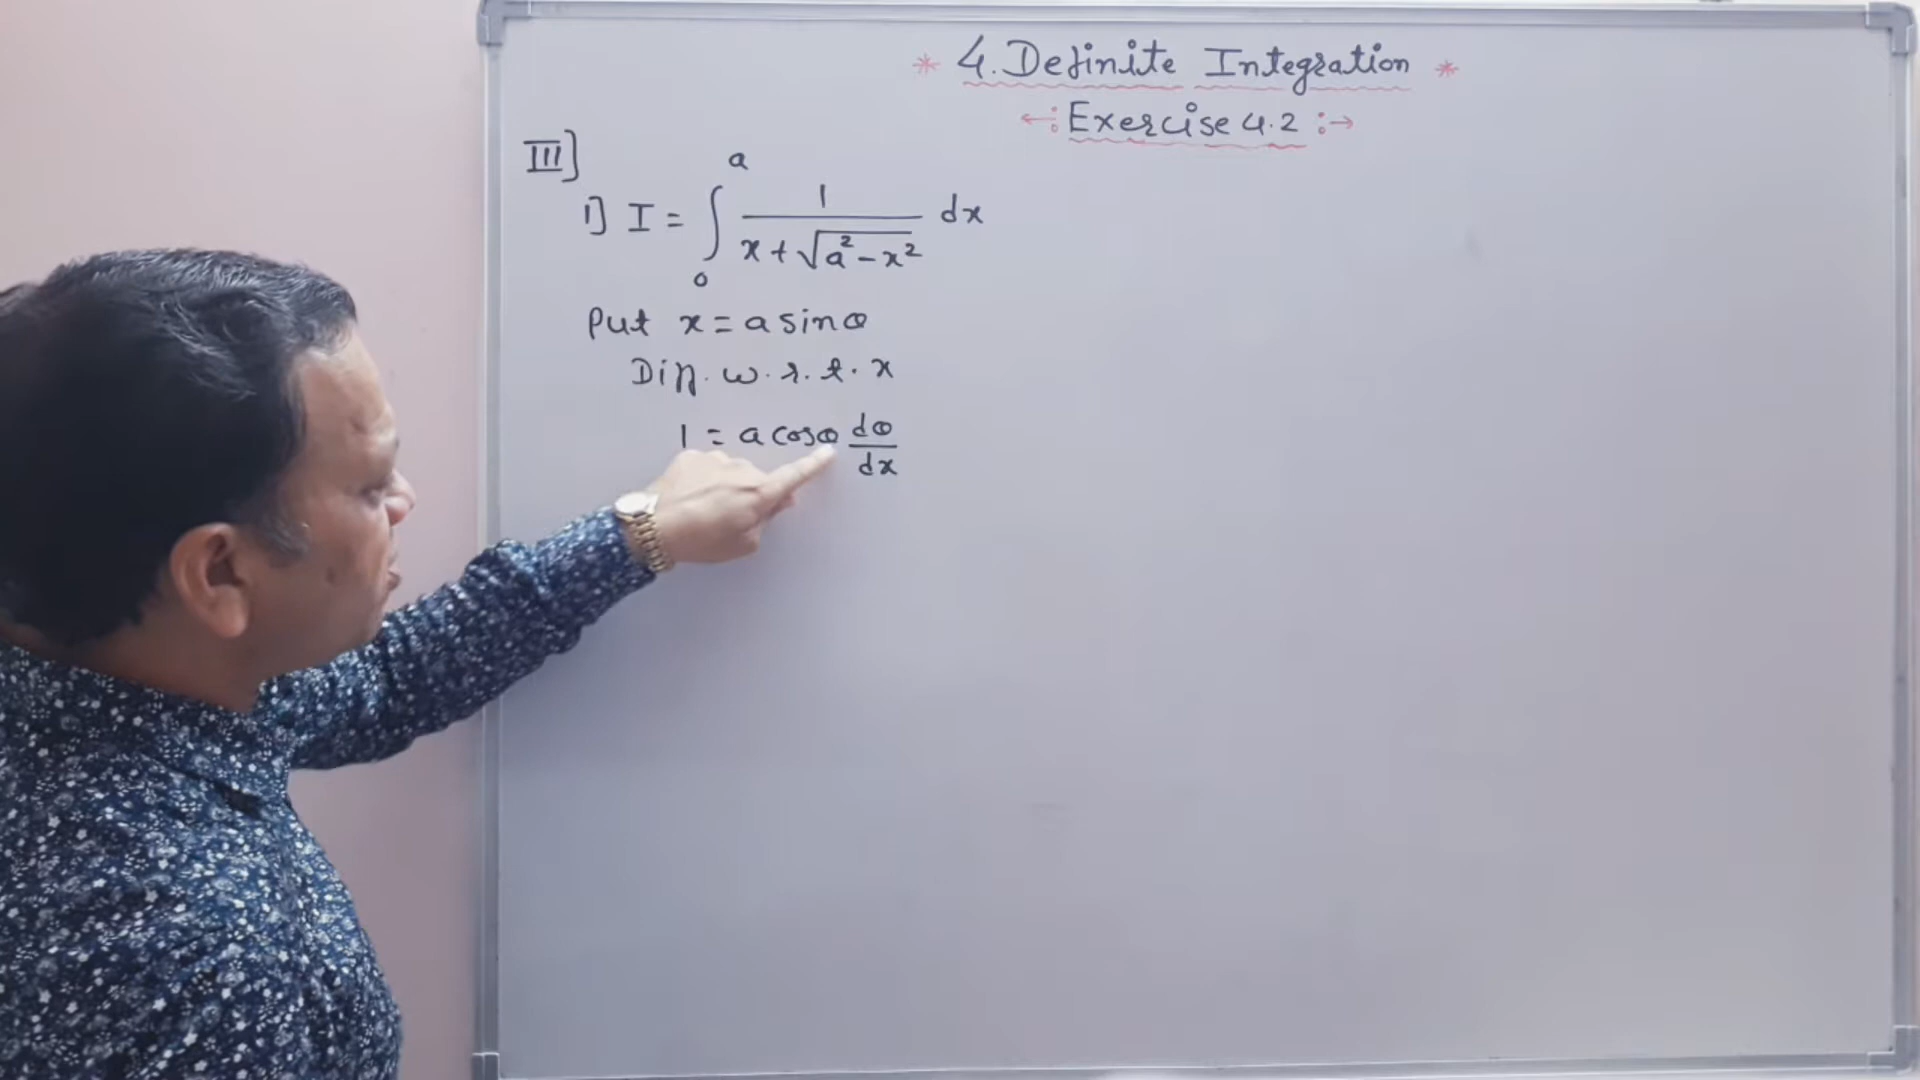 * 4. Definite Integration *
←: Exercise 4.2 :→
III]
1] I = ∫₀ᵃ 1/(x + √(a² - x²)) dx
Put x = a sinθ
Diff. w.r.t. x
1 = a cosθ dθ/dx